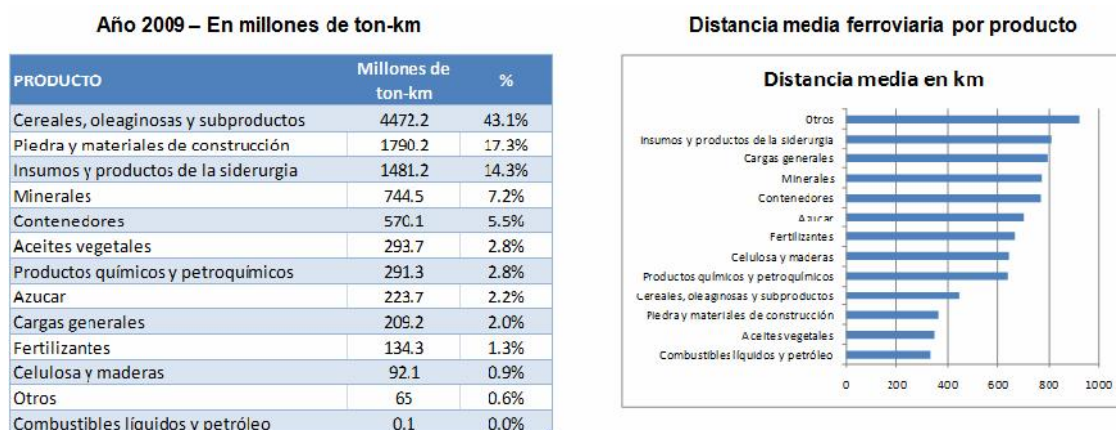 Año 2009 – En millones de ton-km
PRODUCTO Millones de ton-km %
Cereales, oleaginosas y subproductos 4472.2 43.1%
Piedra y materiales de construcción 1790.2 17.3%
Insumos y productos de la siderurgia 1481.2 14.3%
Minerales 744.5 7.2%
Contenedores 570.1 5.5%
Aceites vegetales 293.7 2.8%
Productos químicos y petroquímicos 291.3 2.8%
Azucar 223.7 2.2%
Cargas generales 209.2 2.0%
Fertilizantes 134.3 1.3%
Celulosa y maderas 92.1 0.9%
Otros 65 0.6%
Combustibles líquidos y petróleo 0.1 0.0%
Distancia media ferroviaria por producto
Distancia media en km
Otros
Insumos y productos de la siderurgia
Cargas generales
Minerales
Contenedores
Azucar
Fertilizantes
Celulosa y maderas
Productos químicos y petroquímicos
Cereales, oleaginosas y subproductos
Piedra y materiales de construcción
Aceites vegetales
Combustibles líquidos y petróleo
0 200 400 600 800 1000